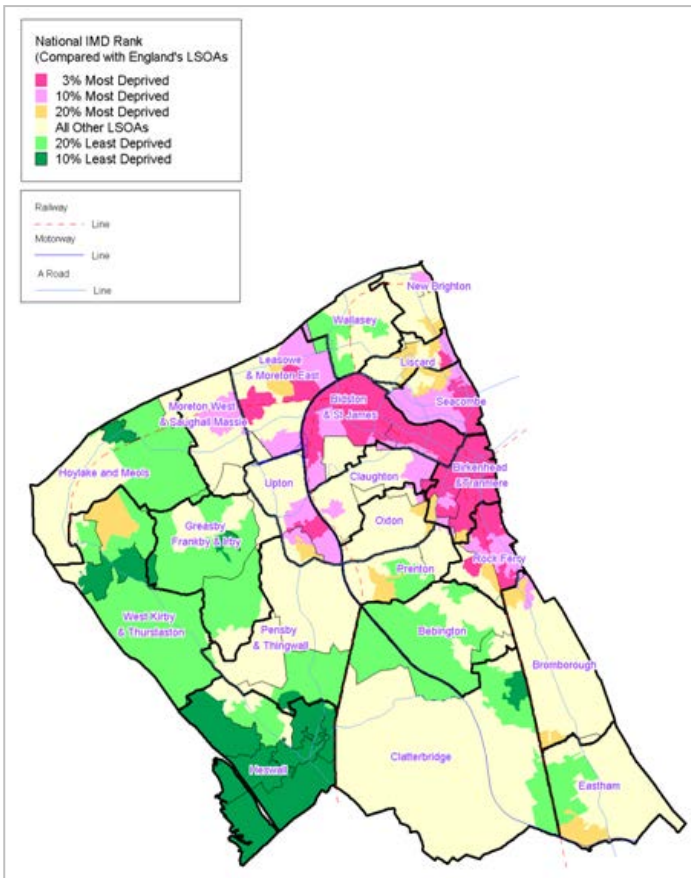 National IMD Rank
(Compared with England's LSOAs
3% Most Deprived
10% Most Deprived
20% Most Deprived
All Other LSOAs
20% Least Deprived
10% Least Deprived
Railway
Line
Motorway
Line
A Road
Line
New Brighton
Wallasey
Liscard
Leasowe
& Moreton East
Seacombe
Bidston
& St James
Moreton West
& Saughall Massie
Birkenhead
& Tranmere
Hoylake and Meols
Upton
Claughton
Oxton
Greasby
Frankby & Irby
Rock Ferry
Prenton
West Kirby
& Thurstaston
Pensby
& Thingwall
Bebington
Bromborough
Clatterbridge
Heswall
Eastham